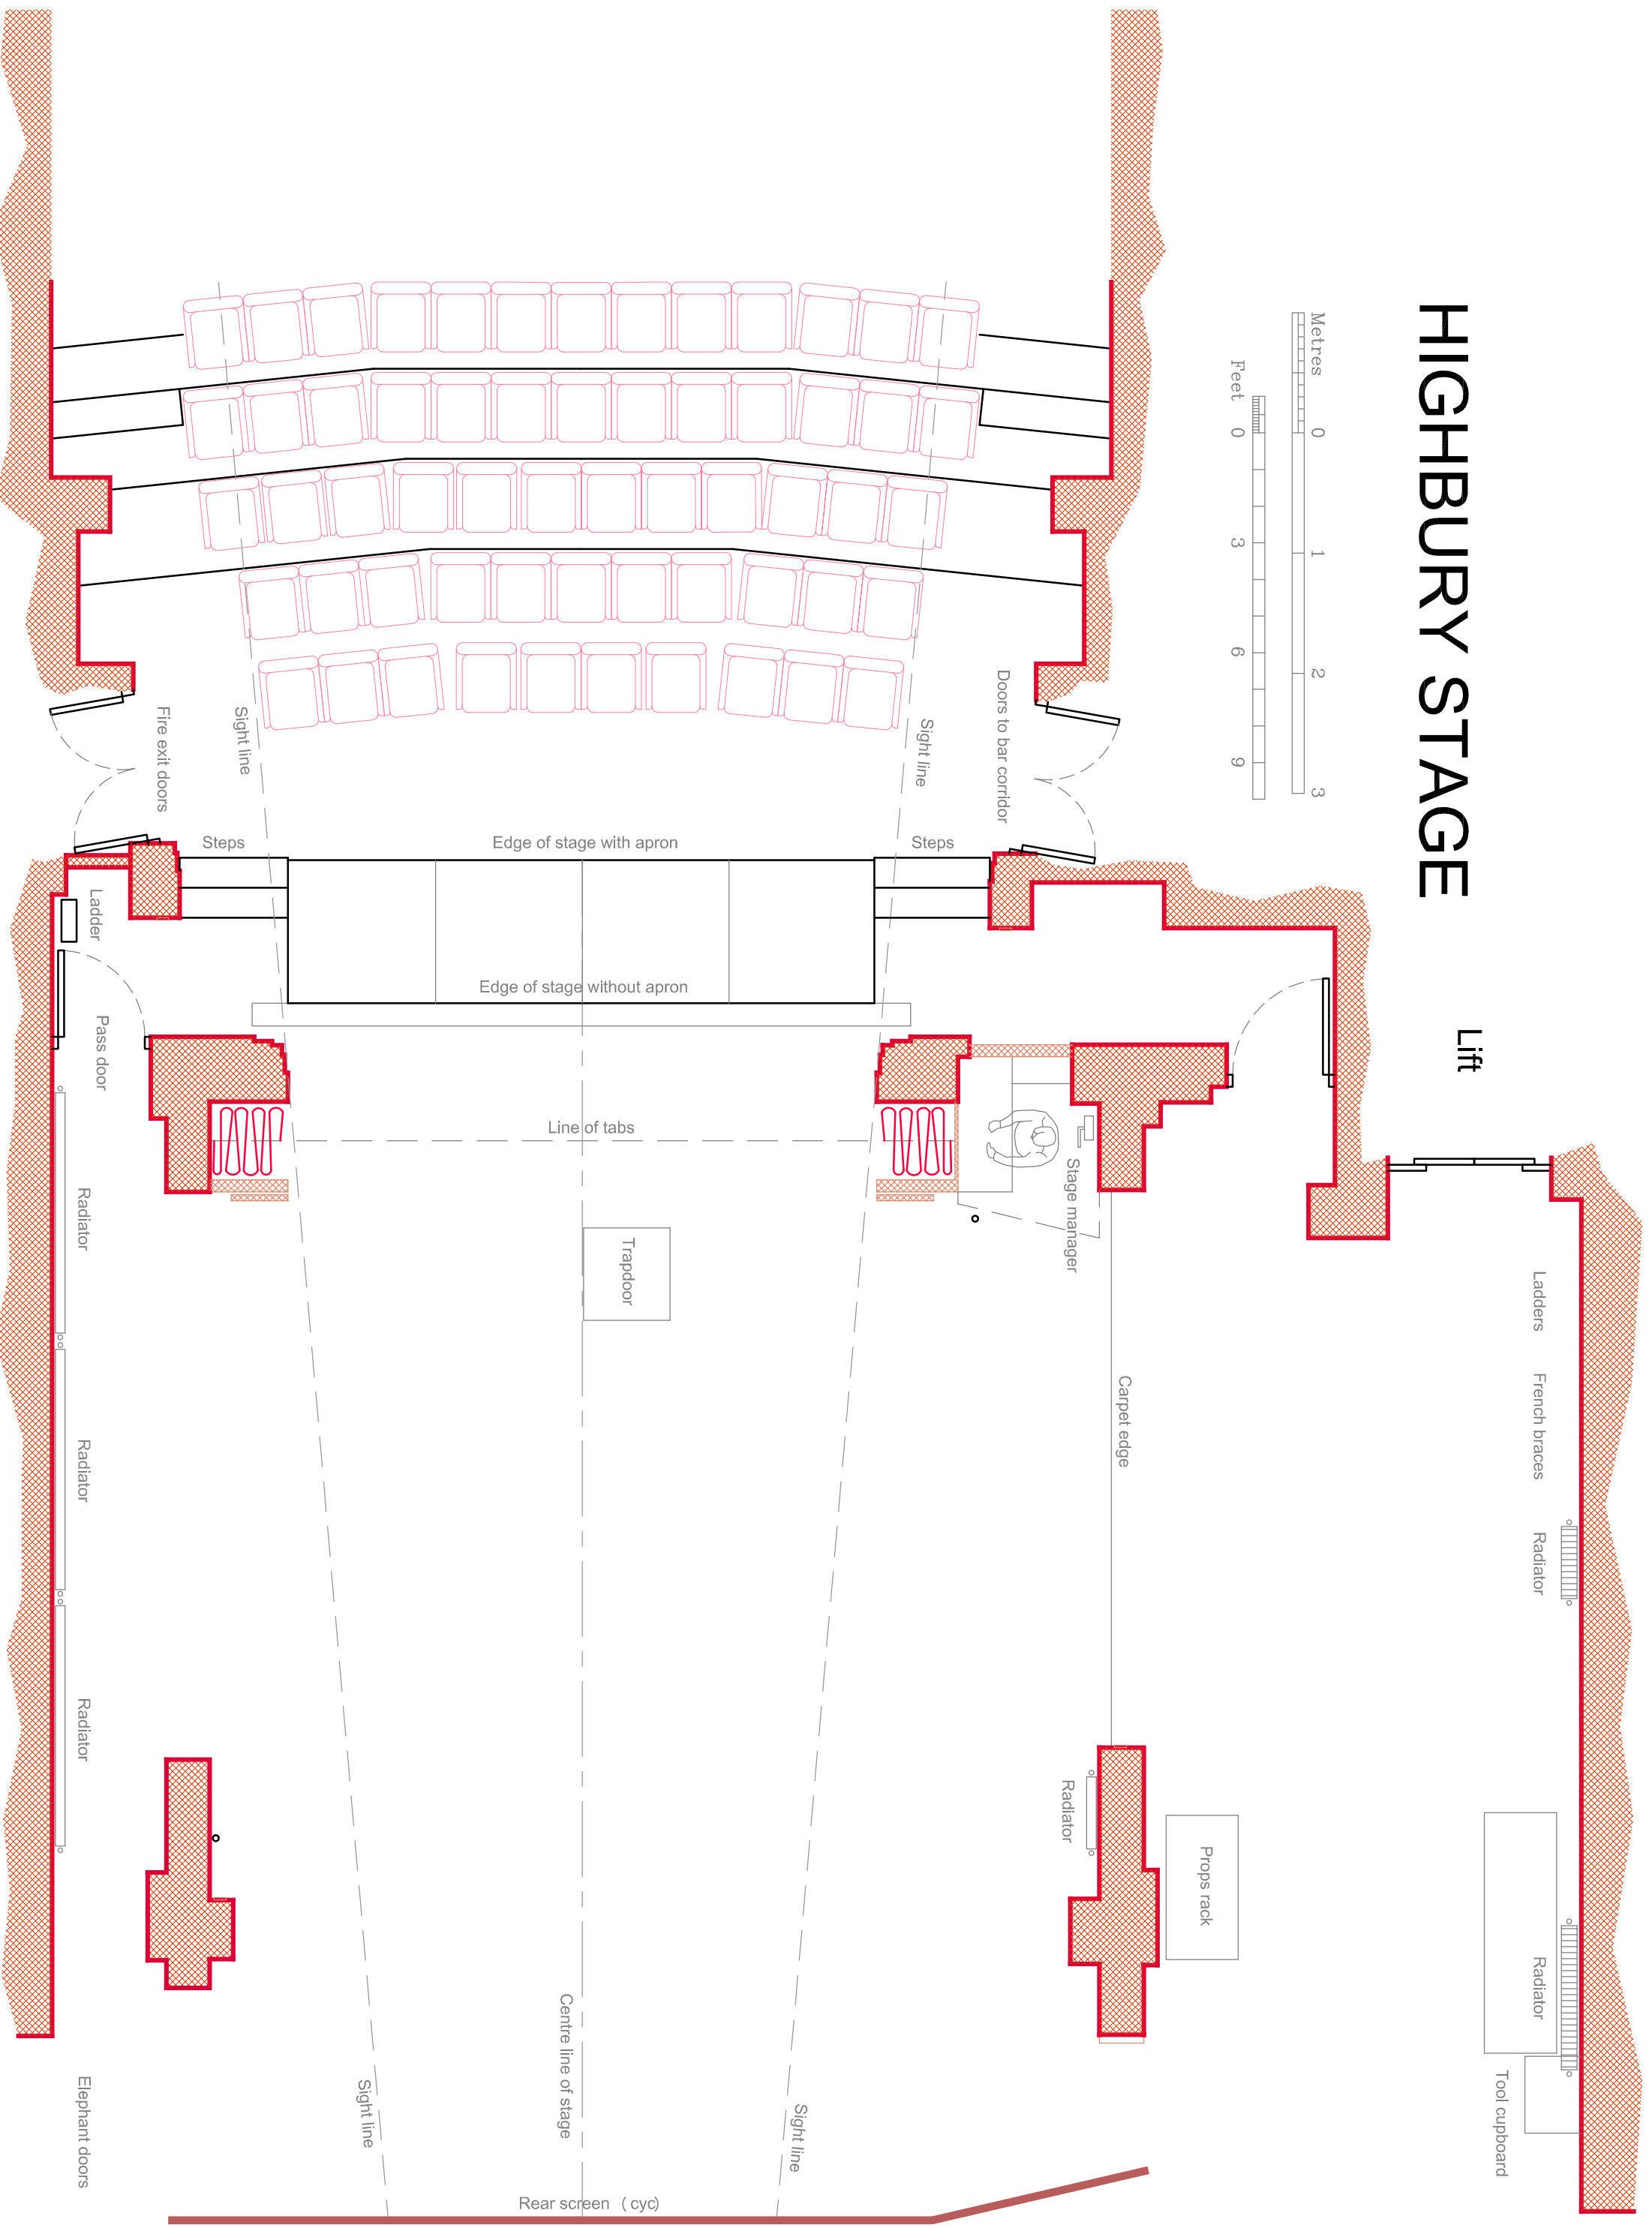 HIGHBURY STAGE
Metres
0 1 2 3
Feet
0 3 6 9
Lift
Sight line
Sight line
Fire exit doors
Doors to bar corridor
Steps
Edge of stage with apron
Steps
Ladder
Edge of stage without apron
Pass door
Line of tabs
Stage manager
Radiator
Trapdoor
Ladders
Carpet edge
French braces
Radiator
Radiator
Radiator
Radiator
Props rack
Radiator
Centre line of stage
Tool cupboard
Elephant doors
Sight line
Sight line
Rear screen ( cyc)